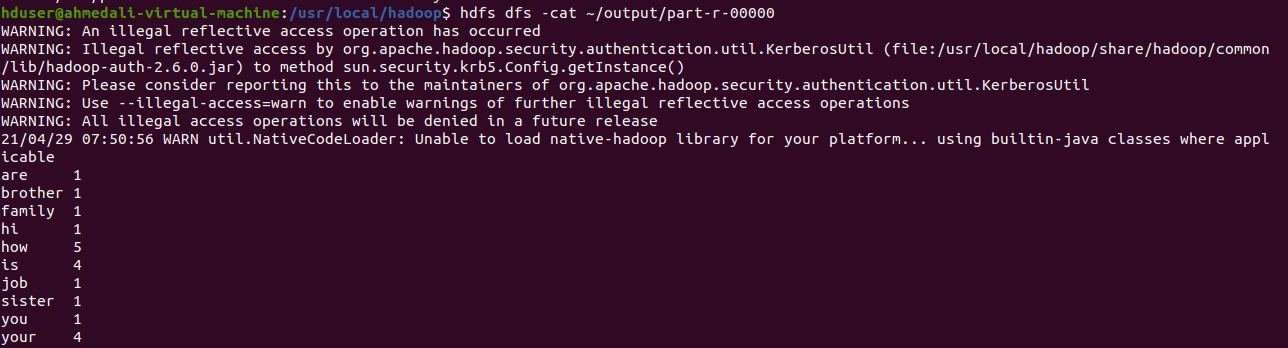 hduser@ahmedali-virtual-machine:/usr/local/hadoop$ hdfs dfs -cat ~/output/part-r-00000
WARNING: An illegal reflective access operation has occurred
WARNING: Illegal reflective access by org.apache.hadoop.security.authentication.util.KerberosUtil (file:/usr/local/hadoop/share/hadoop/common
/lib/hadoop-auth-2.6.0.jar) to method sun.security.krb5.Config.getInstance()
WARNING: Please consider reporting this to the maintainers of org.apache.hadoop.security.authentication.util.KerberosUtil
WARNING: Use --illegal-access=warn to enable warnings of further illegal reflective access operations
WARNING: All illegal access operations will be denied in a future release
21/04/29 07:50:56 WARN util.NativeCodeLoader: Unable to load native-hadoop library for your platform... using builtin-java classes where appl
icable
are 1
brother 1
family 1
hi 1
how 5
is 4
job 1
sister 1
you 1
your 4